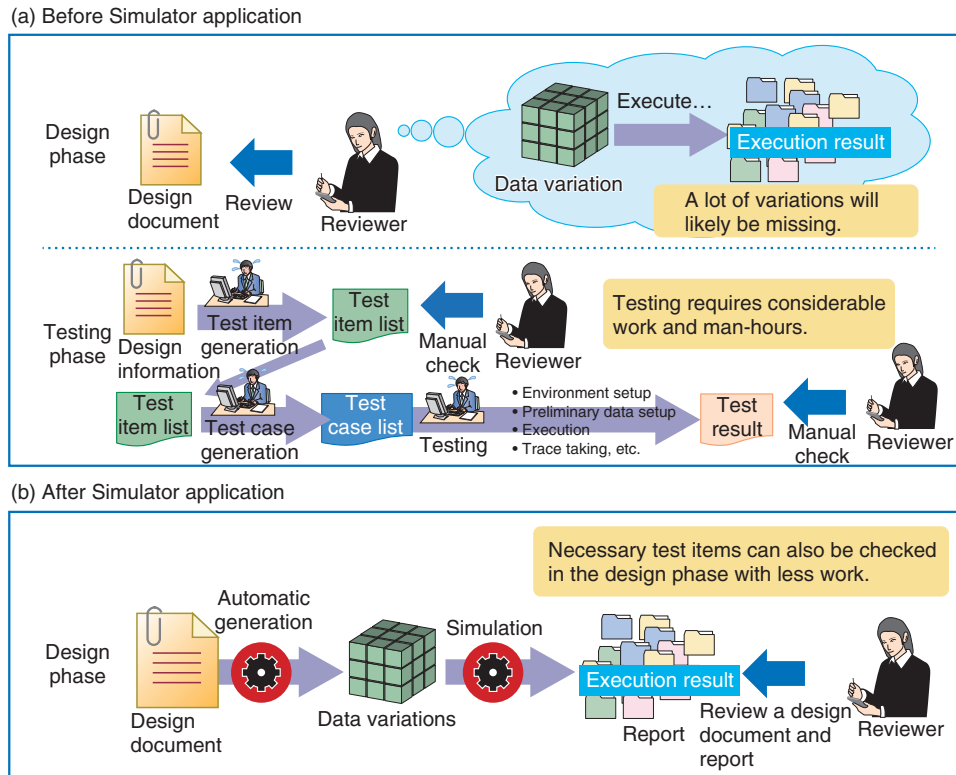 (a) Before Simulator application
Design
phase
Design
document
Review
Reviewer
Data variation
Execute…
Execution result
A lot of variations will
likely be missing.
Testing
phase
Design
information
Test item
generation
Test
item list
Manual
check
Reviewer
Testing requires considerable
work and man-hours.
Test
item list
Test case
generation
Test
case list
Testing
• Environment setup
• Preliminary data setup
• Execution
• Trace taking, etc.
Test
result
Manual
check
Reviewer
(b) After Simulator application
Necessary test items can also be checked
in the design phase with less work.
Design
phase
Design
document
Automatic
generation
Data variations
Simulation
Execution result
Report
Review a design
document and
report
Reviewer